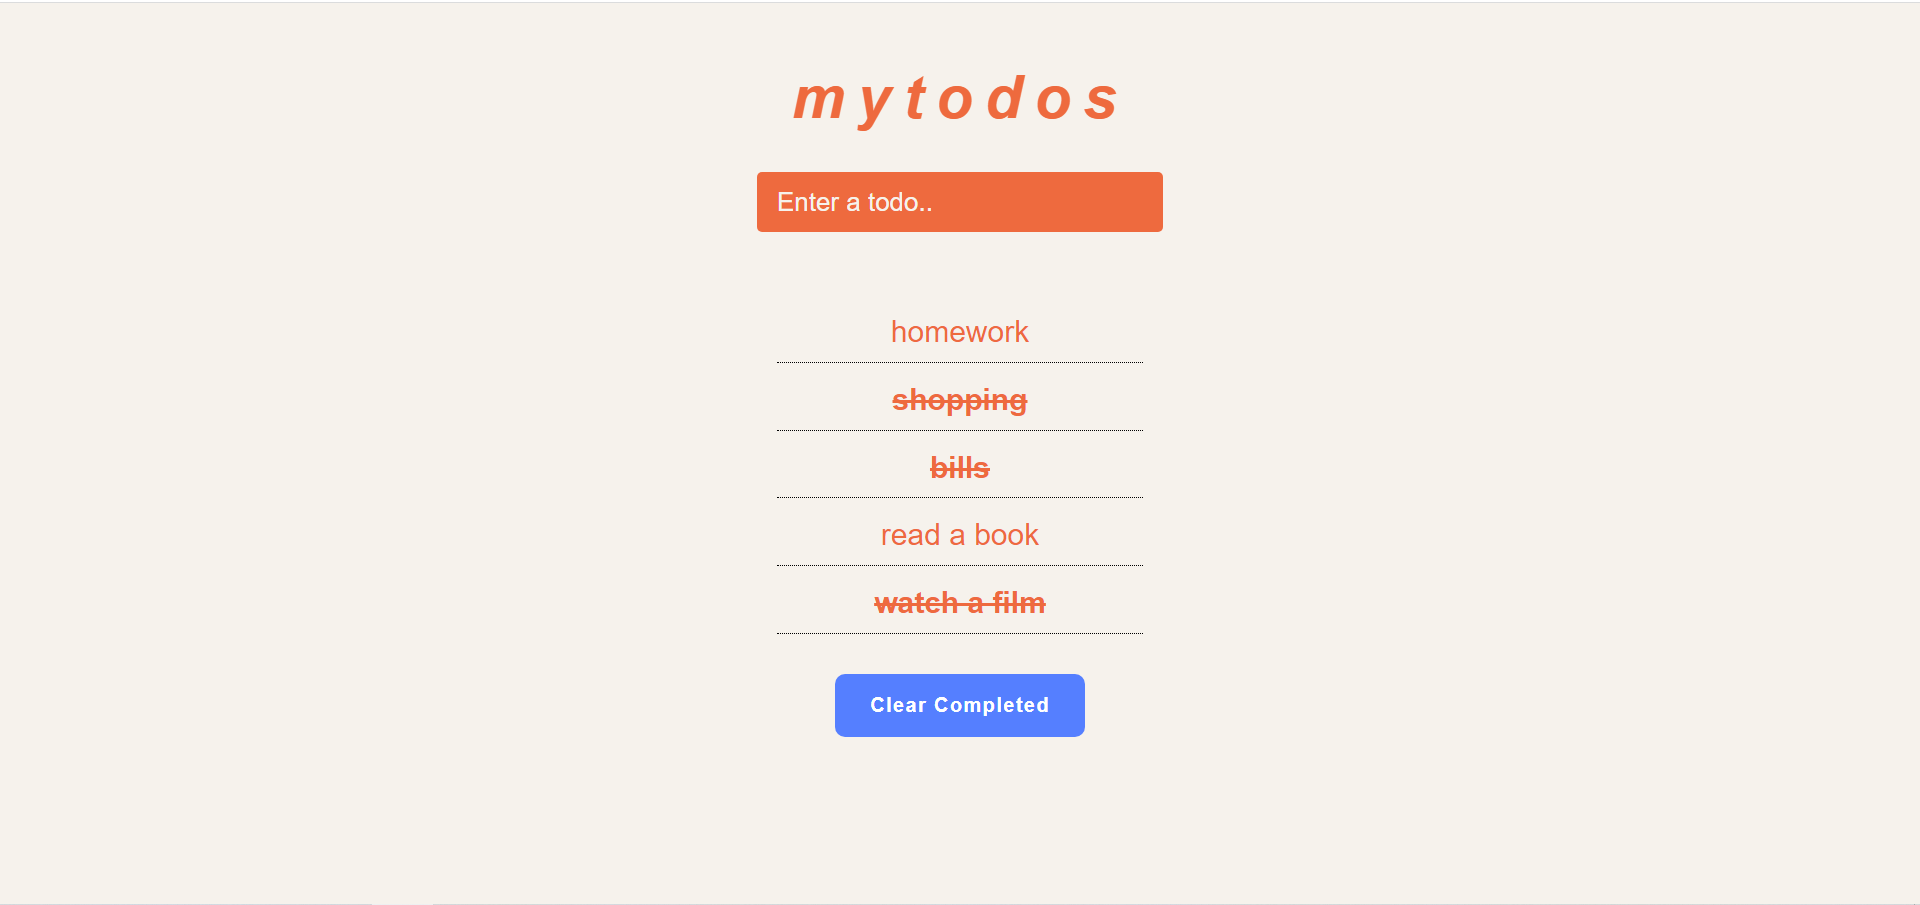 mytodos
Enter a todo..
homework
shopping
bills
read a book
watch a film
Clear Completed